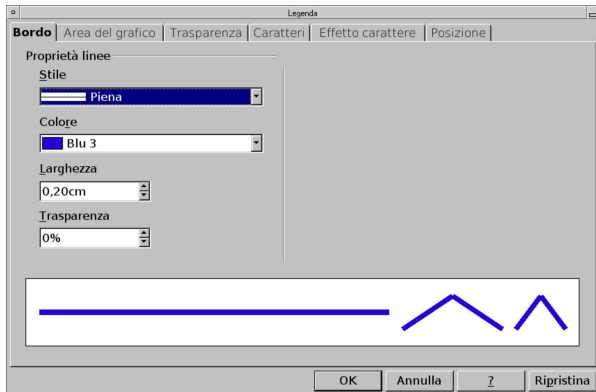 Legenda
Bordo Area del grafico Trasparenza Caratteri Effetto carattere Posizione
Proprietà linee
Stile
Piena
Colore
Blu 3
Larghezza
0,20cm
Trasparenza
0%
OK Annulla ? Ripristina